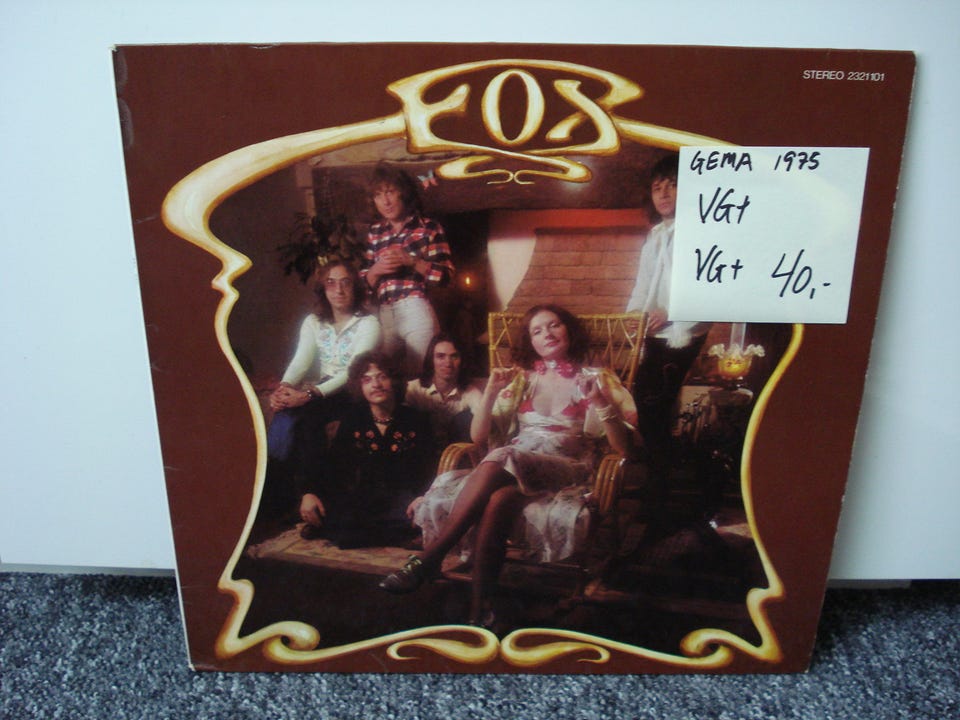 FOX
STEREO 2321101
GEMA 1975
VG+
VG+ 40,-